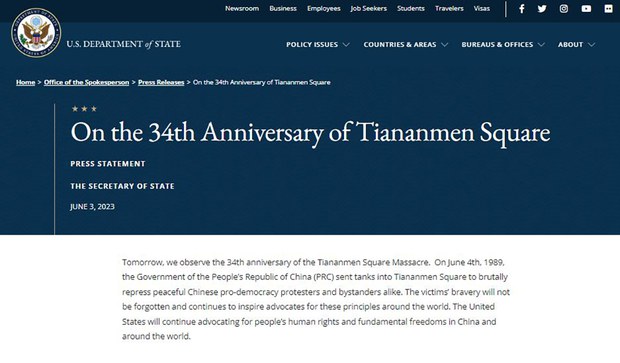 Newsroom Business Employees Job Seekers Students Travelers Visas
U.S. DEPARTMENT of STATE
POLICY ISSUES COUNTRIES & AREAS BUREAUS & OFFICES ABOUT
Home > Office of the Spokesperson > Press Releases > On the 34th Anniversary of Tiananmen Square
On the 34th Anniversary of Tiananmen Square
PRESS STATEMENT
THE SECRETARY OF STATE
JUNE 3, 2023
Tomorrow, we observe the 34th anniversary of the Tiananmen Square Massacre. On June 4th, 1989,
the Government of the People's Republic of China (PRC) sent tanks into Tiananmen Square to brutally
repress peaceful Chinese pro-democracy protesters and bystanders alike. The victims' bravery will not
be forgotten and continues to inspire advocates for these principles around the world. The United
States will continue advocating for people's human rights and fundamental freedoms in China and
around the world.